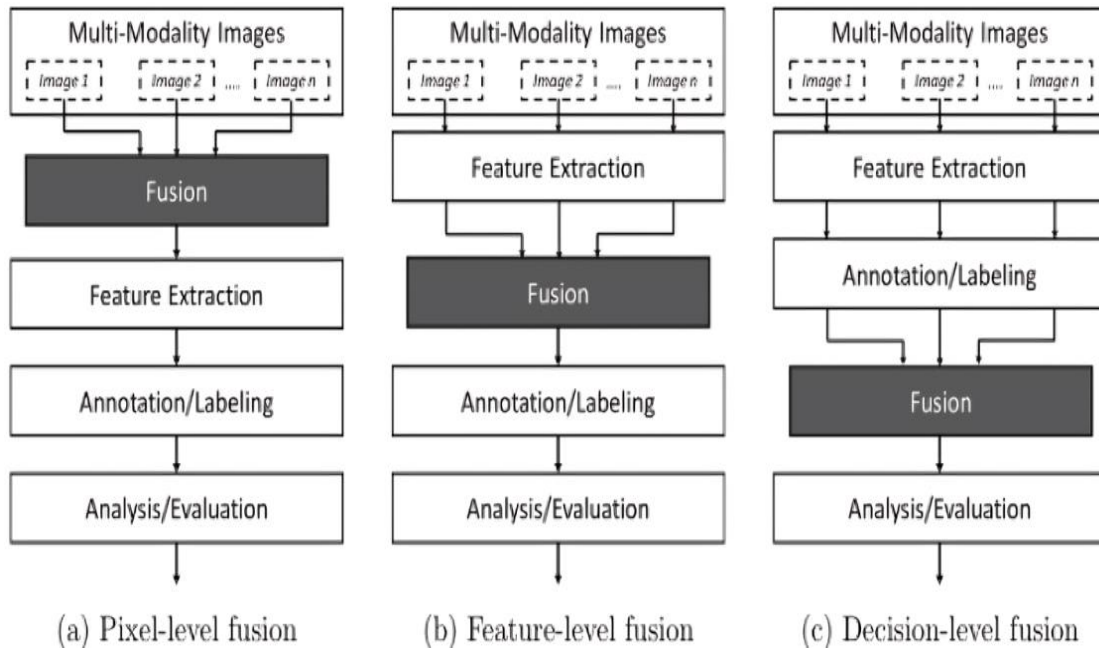 Multi-Modality Images
Image 1 Image 2 ..... Image n
Fusion
Feature Extraction
Annotation/Labeling
Analysis/Evaluation
(a) Pixel-level fusion
Multi-Modality Images
Image 1 Image 2 ..... Image n
Feature Extraction
Fusion
Annotation/Labeling
Analysis/Evaluation
(b) Feature-level fusion
Multi-Modality Images
Image 1 Image 2 ..... Image n
Feature Extraction
Annotation/Labeling
Fusion
Analysis/Evaluation
(c) Decision-level fusion